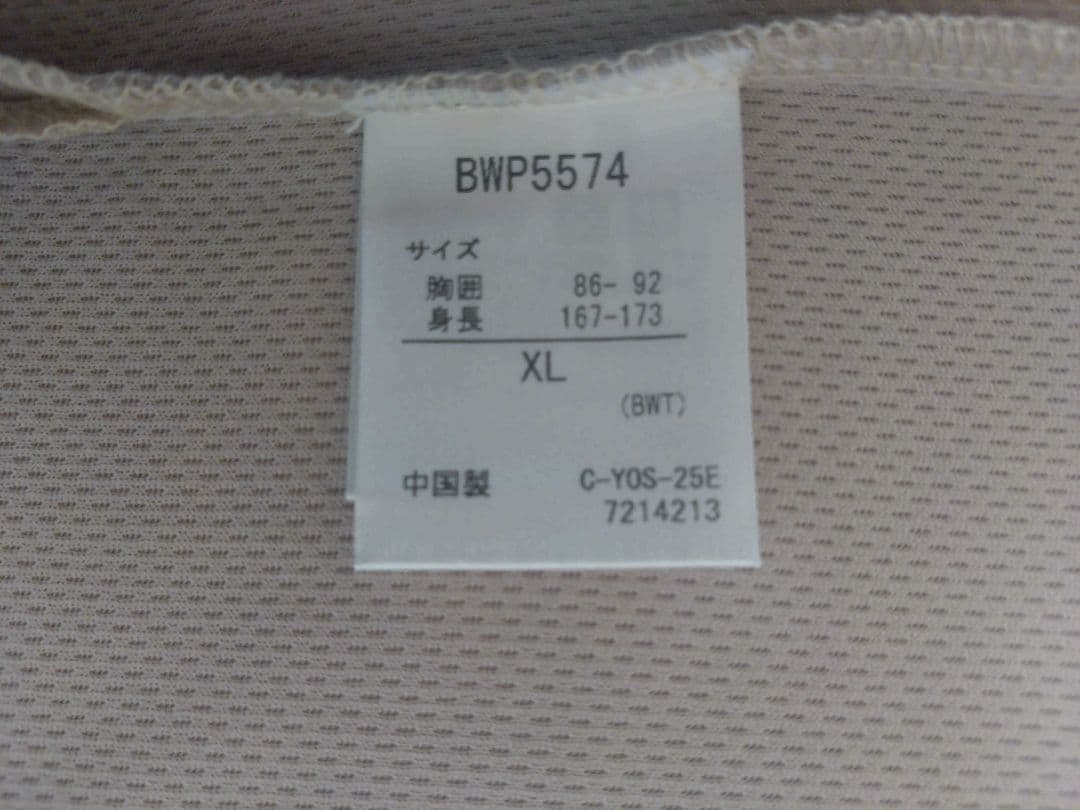 BWP5574
サイズ
胸囲 86- 92
身長 167-173
XL
(BWT)
中国製 C-YOS-25E
7214213